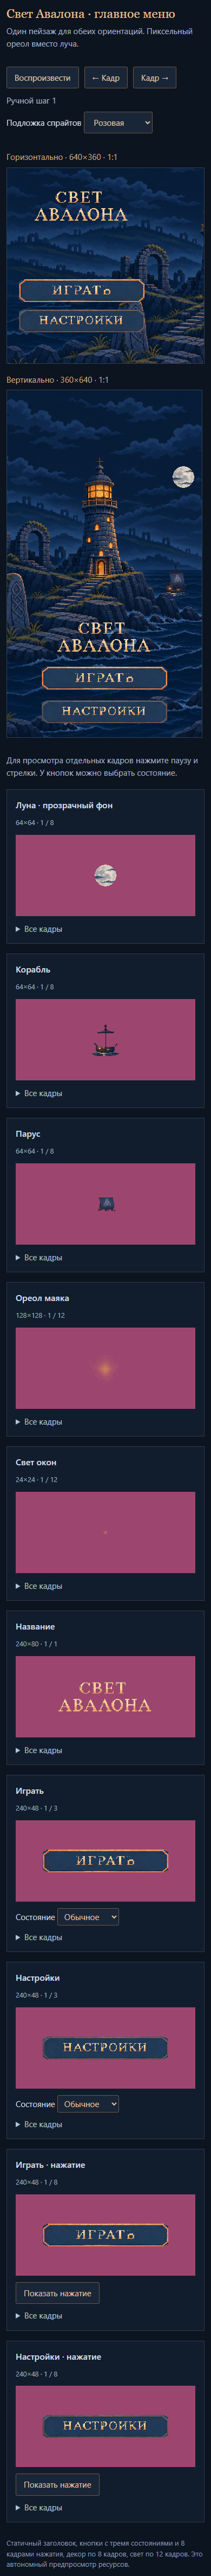 Свет Авалона · главное меню
Один пейзаж для обеих ориентаций. Пиксельный
ореол вместо луча.
Воспроизвести
← Кадр
Кадр →
Ручной шаг 1
Подложка спрайтов
Розовая
Горизонтально · 640×360 · 1:1
СВЕТ
АВАЛОНА
ИГРАТЬ
НАСТРОЙКИ
Вертикально · 360×640 · 1:1
СВЕТ
АВАЛОНА
ИГРАТЬ
НАСТРОЙКИ
Для просмотра отдельных кадров нажмите паузу и
стрелки. У кнопок можно выбрать состояние.
Луна · прозрачный фон
64×64 · 1 / 8
▶ Все кадры
Корабль
64×64 · 1 / 8
▶ Все кадры
Парус
64×64 · 1 / 8
▶ Все кадры
Ореол маяка
128×128 · 1 / 12
▶ Все кадры
Свет окон
24×24 · 1 / 12
▶ Все кадры
Название
240×80 · 1 / 1
СВЕТ
АВАЛОНА
▶ Все кадры
Играть
240×48 · 1 / 3
ИГРАТЬ
Состояние Обычное
▶ Все кадры
Настройки
240×48 · 1 / 3
НАСТРОЙКИ
Состояние Обычное
▶ Все кадры
Играть · нажатие
240×48 · 1 / 8
ИГРАТЬ
Показать нажатие
▶ Все кадры
Настройки · нажатие
240×48 · 1 / 8
НАСТРОЙКИ
Показать нажатие
▶ Все кадры
Статичный заголовок, кнопки с тремя состояниями и 8
кадрами нажатия, декор по 8 кадров, свет по 12 кадров. Это
автономный предпросмотр ресурсов.